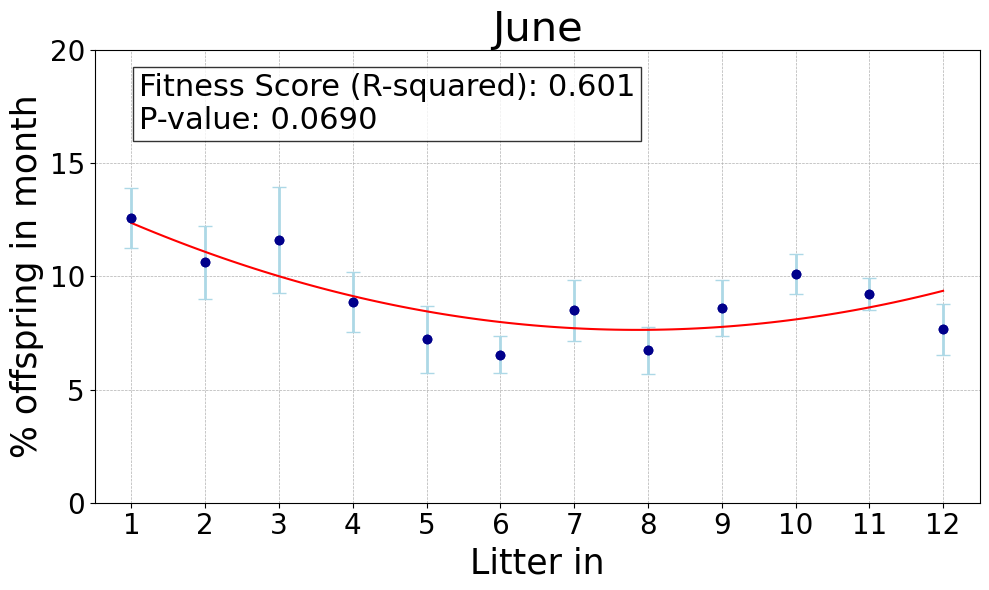 June
Fitness Score (R-squared): 0.601
P-value: 0.0690
% offspring in month
20
15
10
5
0
1 2 3 4 5 6 7 8 9 10 11 12
Litter in